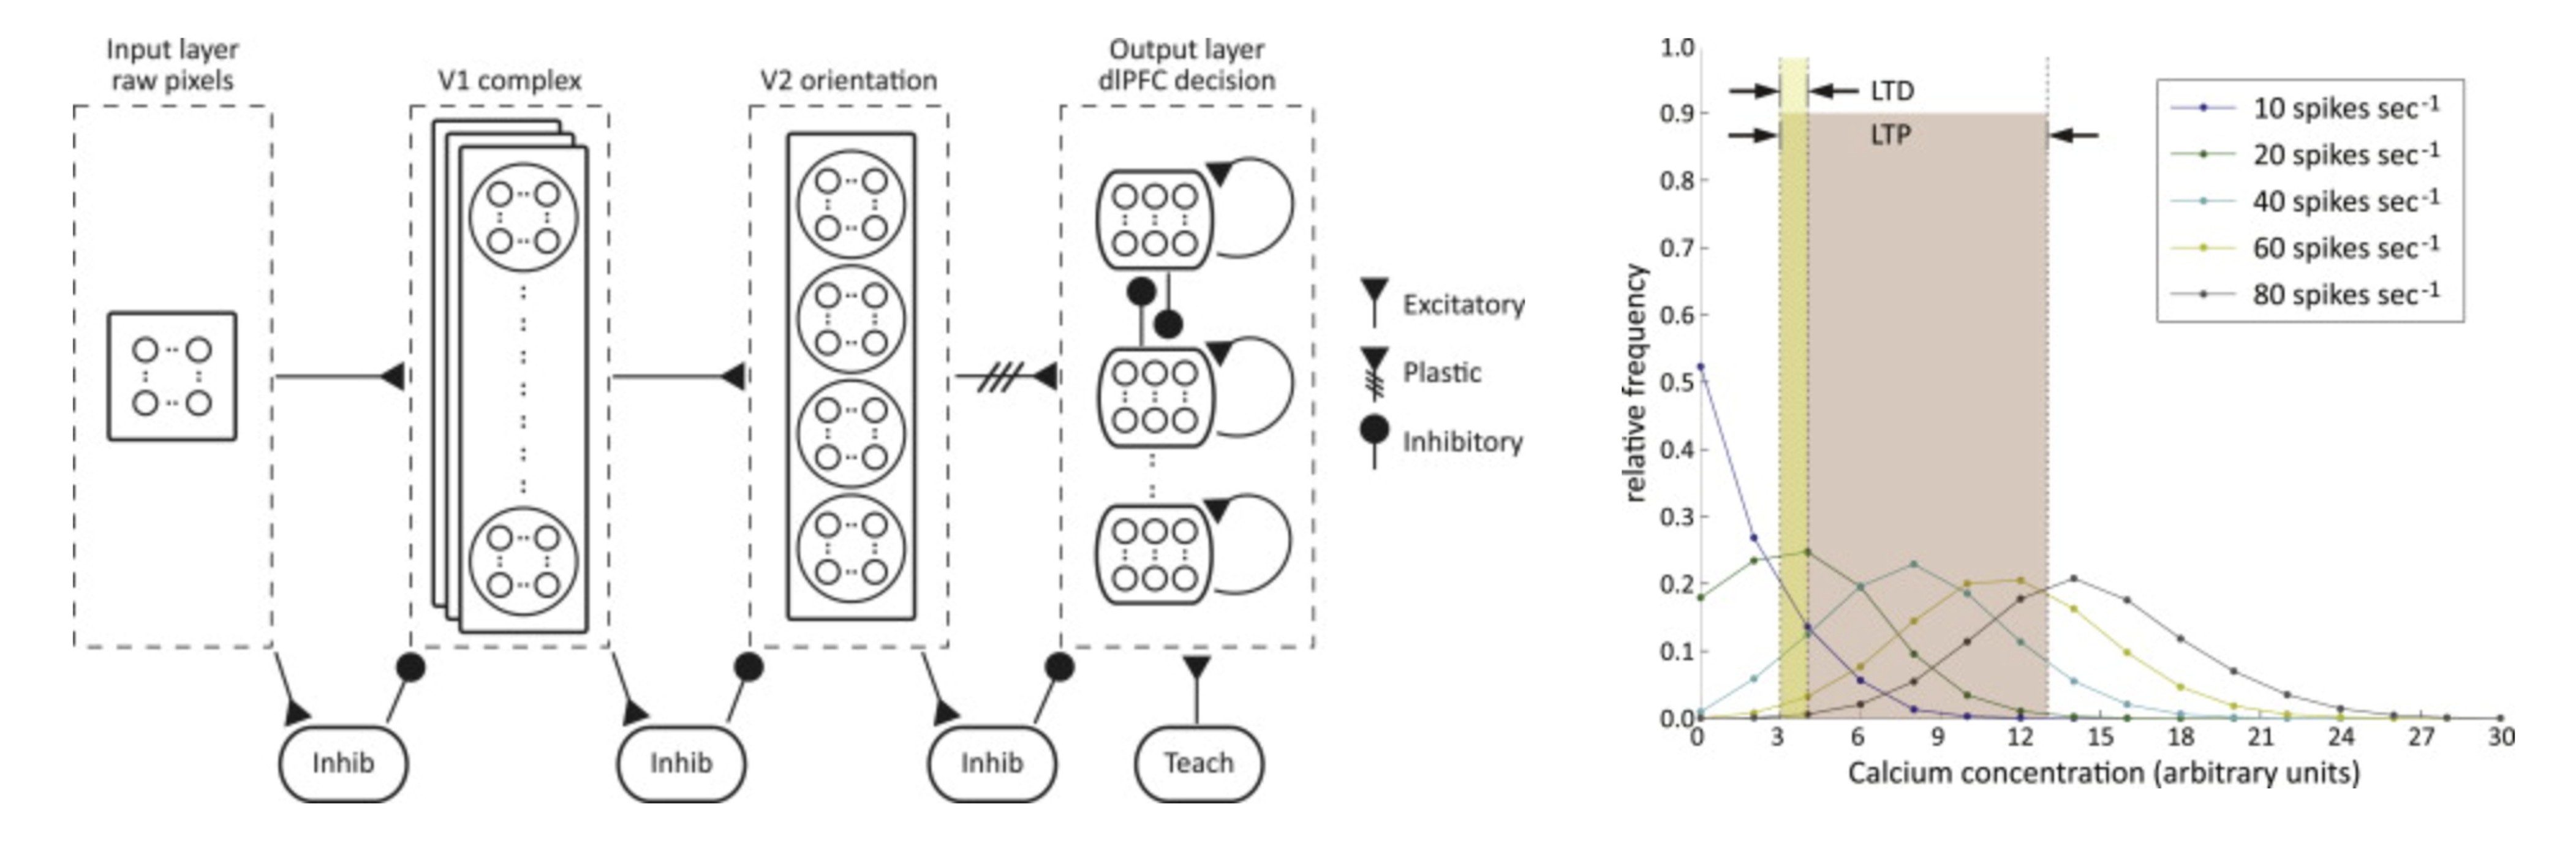 Input layer
raw pixels
V1 complex
V2 orientation
Output layer
dlPFC decision
Excitatory
Plastic
Inhibitory
Inhib
Inhib
Inhib
Teach
1.0
0.9
0.8
0.7
0.6
0.5
0.4
0.3
0.2
0.1
0.0
relative frequency
LTD
LTP
10 spikes sec-1
20 spikes sec-1
40 spikes sec-1
60 spikes sec-1
80 spikes sec-1
0 3 6 9 12 15 18 21 24 27 30
Calcium concentration (arbitrary units)